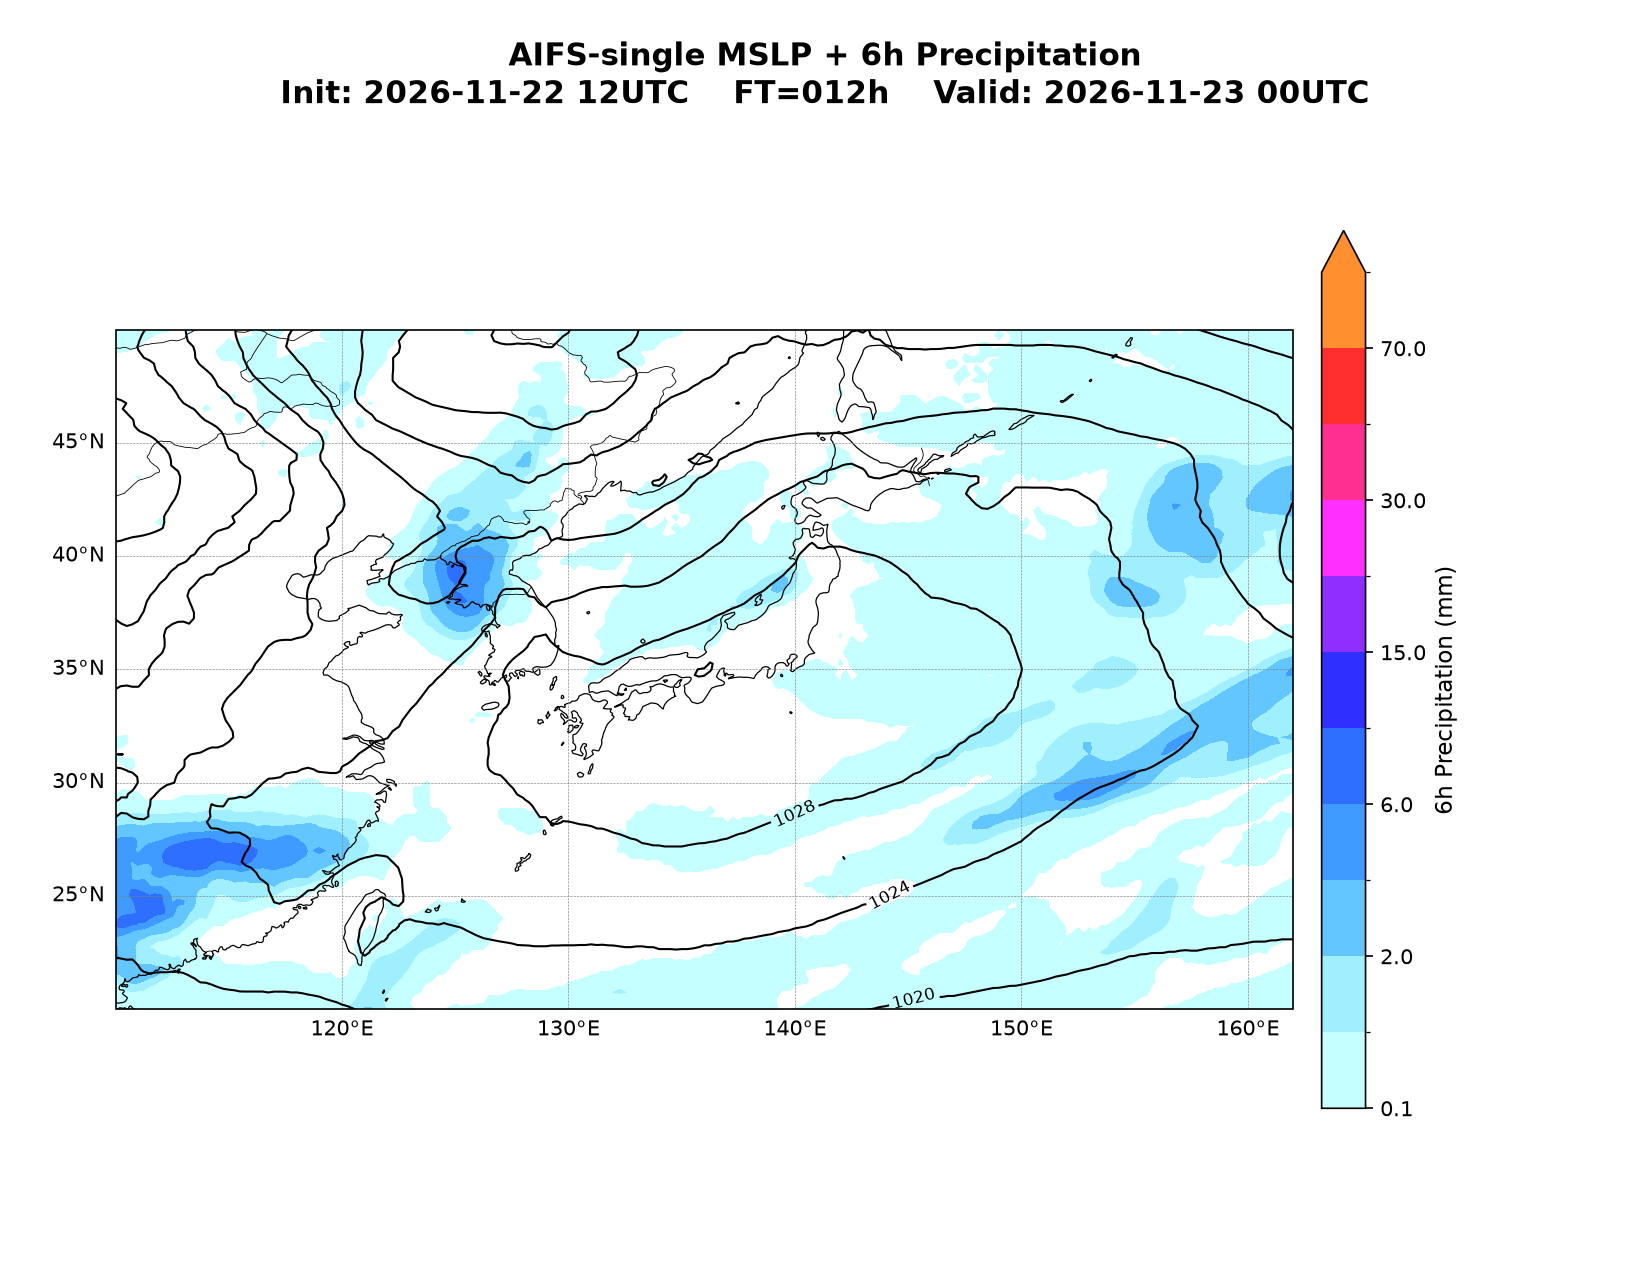 AIFS-single MSLP + 6h Precipitation
Init: 2026-11-22 12UTC    FT=012h    Valid: 2026-11-23 00UTC
45°N
40°N
35°N
30°N
25°N
120°E
130°E
140°E
150°E
160°E
1028
1024
1020
70.0
30.0
15.0
6.0
2.0
0.1
6h Precipitation (mm)